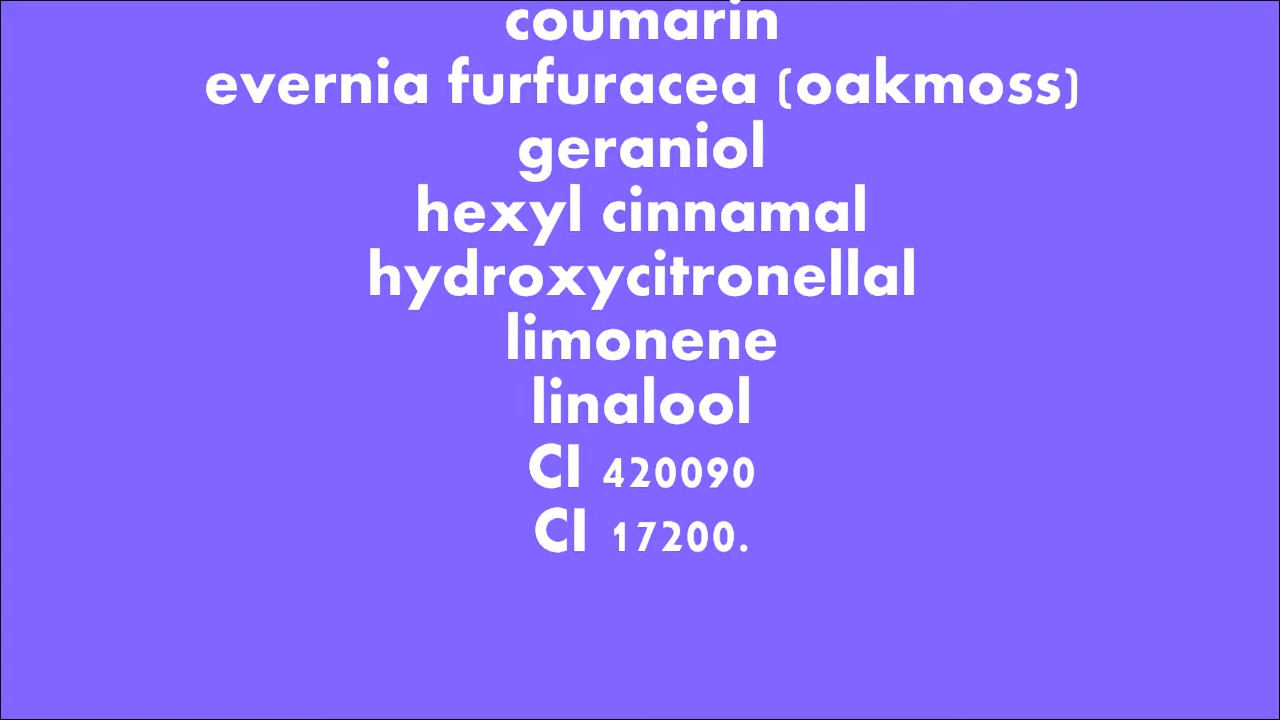 coumarin
evernia furfuracea (oakmoss)
geraniol
hexyl cinnamal
hydroxycitronellal
limonene
linalool
CI 420090
CI 17200.